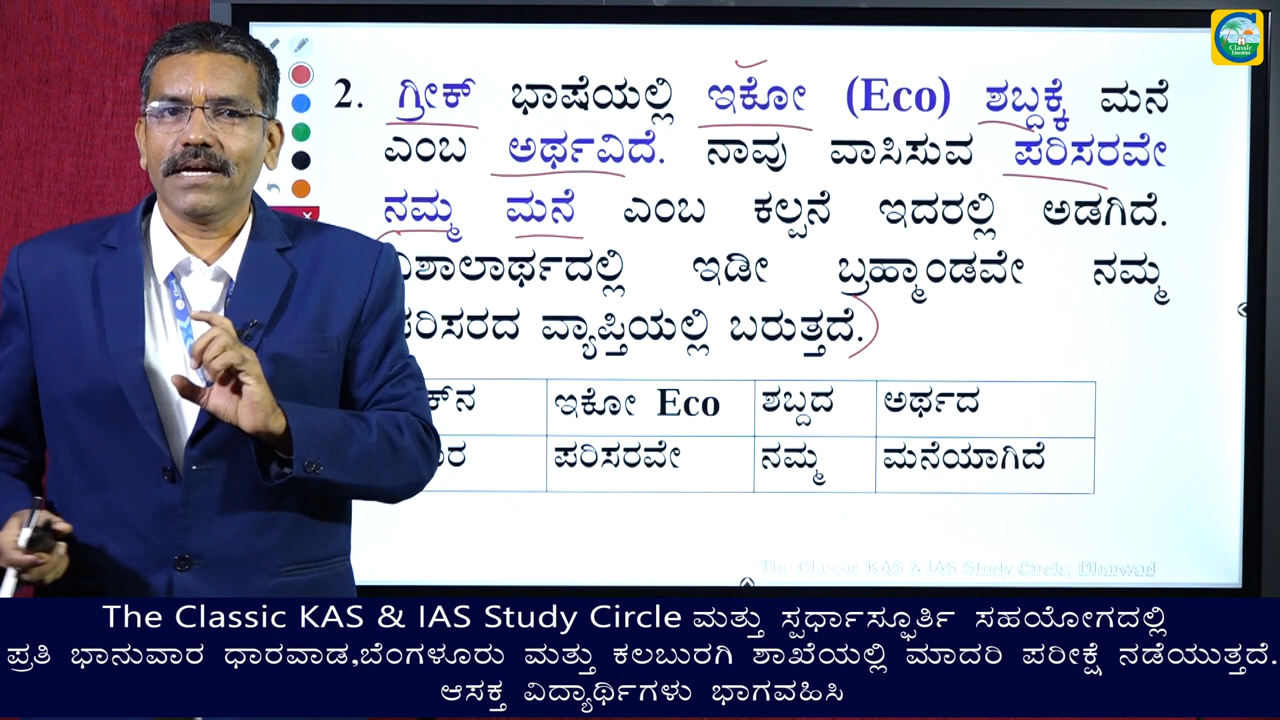 2. ಗ್ರೀಕ್ ಭಾಷೆಯಲ್ಲಿ ಇಕೋ (Eco) ಶಬ್ದಕ್ಕೆ ಮನೆ
ಎಂಬ ಅರ್ಥವಿದೆ. ನಾವು ವಾಸಿಸುವ ಪರಿಸರವೇ
ನಮ್ಮ ಮನೆ ಎಂಬ ಕಲ್ಪನೆ ಇದರಲ್ಲಿ ಅಡಗಿದೆ.
ಇಡೀ ಬ್ರಹ್ಮಾಂಡವೇ ನಮ್ಮ
ವ್ಯಾಪ್ತಿಯಲ್ಲಿ ಬರುತ್ತದೆ.
ಇಕೋ Eco ಶಬ್ದದ ಅರ್ಥದ
ಪರಿಸರವೇ ನಮ್ಮ ಮನೆಯಾಗಿದೆ
The Classic KAS & IAS Study Circle, Dharwad
Classic
Education
The Classic KAS & IAS Study Circle ಮತ್ತು ಸ್ಪರ್ಧಾಸ್ಫೂರ್ತಿ ಸಹಯೋಗದಲ್ಲಿ
ಪ್ರತಿ ಭಾನುವಾರ ಧಾರವಾಡ,ಬೆಂಗಳೂರು ಮತ್ತು ಕಲಬುರಗಿ ಶಾಖೆಯಲ್ಲಿ ಮಾದರಿ ಪರೀಕ್ಷೆ ನಡೆಯುತ್ತದೆ.
ಆಸಕ್ತ ವಿದ್ಯಾರ್ಥಿಗಳು ಭಾಗವಹಿಸಿ